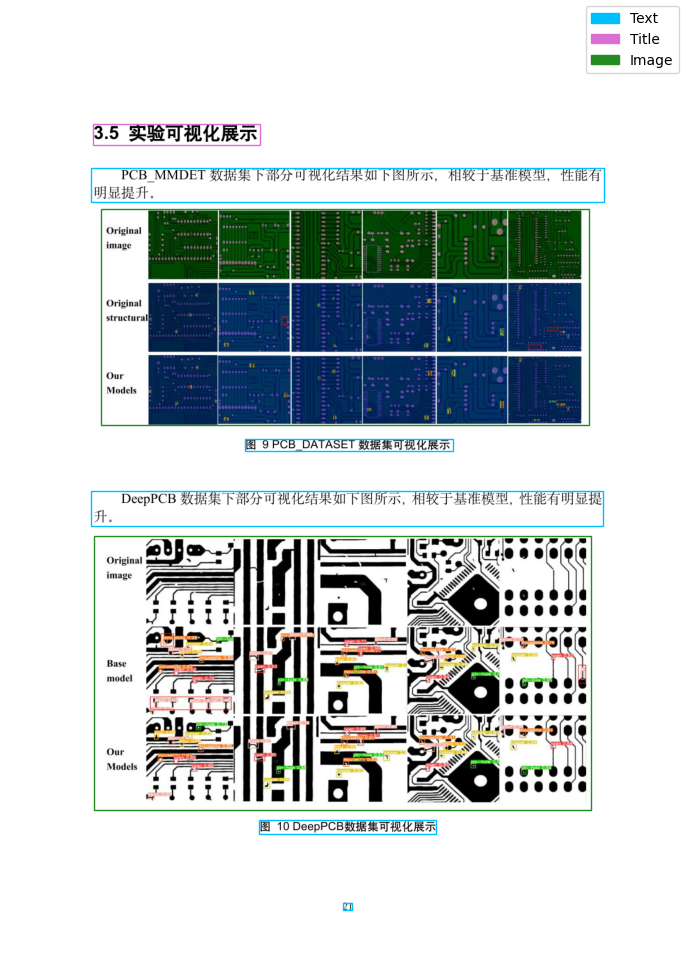 Text
Title
Image
3.5 实验可视化展示
PCB_MMDET 数据集下部分可视化结果如下图所示，相较于基准模型，性能有
明显提升。
Original
image
Original
structural
Our
Models
图 9 PCB_DATASET 数据集可视化展示
DeepPCB 数据集下部分可视化结果如下图所示，相较于基准模型，性能有明显提
升。
Original
image
Base
model
Our
Models
图 10 DeepPCB数据集可视化展示
21